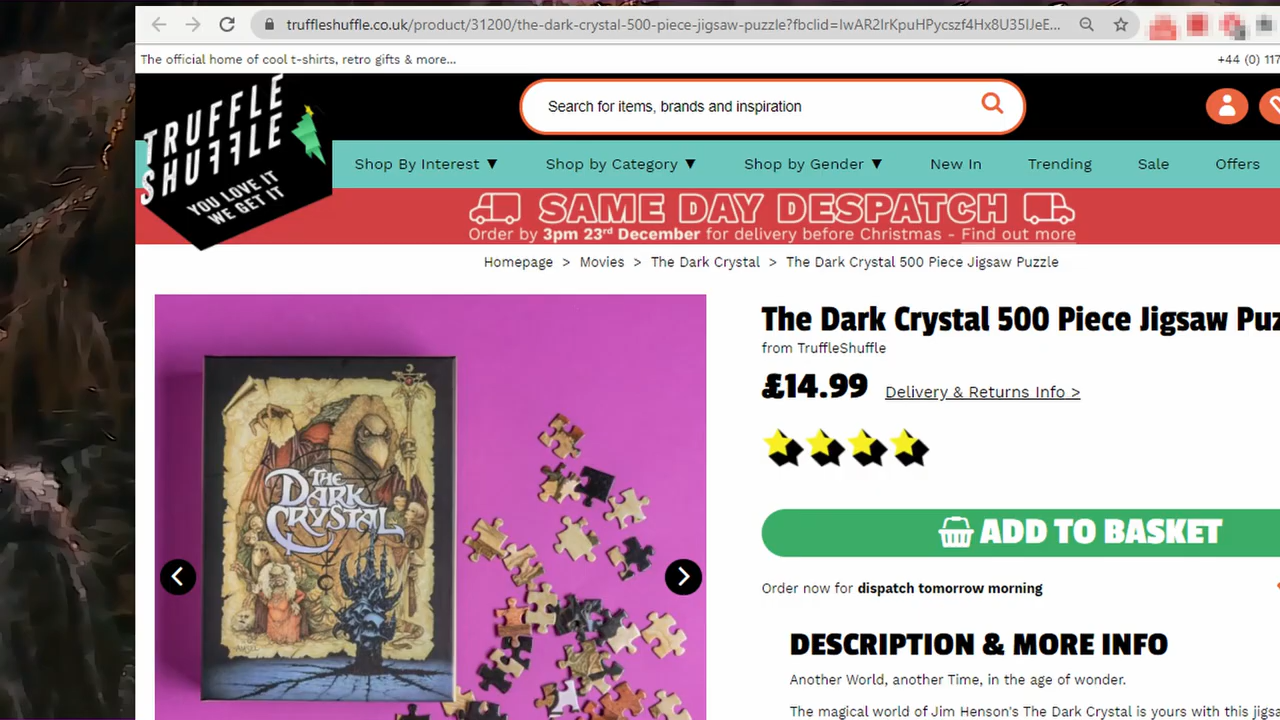 truffleshuffle.co.uk/product/31200/the-dark-crystal-500-piece-jigsaw-puzzle?fbclid=IwAR2IrKpuHPycszf4Hx8U35IJeE...
The official home of cool t-shirts, retro gifts & more...
+44 (0) 117
TRUFFLE
SHUFFLE
YOU LOVE IT
WE GET IT
Search for items, brands and inspiration
Shop By Interest ▼
Shop by Category ▼
Shop by Gender ▼
New In
Trending
Sale
Offers
SAME DAY DESPATCH
Order by 3pm 23rd December for delivery before Christmas - Find out more
Homepage > Movies > The Dark Crystal > The Dark Crystal 500 Piece Jigsaw Puzzle
The Dark Crystal 500 Piece Jigsaw Puz
from TruffleShuffle
£14.99 Delivery & Returns Info >
THE
DARK
CRYSTAL
ADD TO BASKET
Order now for dispatch tomorrow morning
DESCRIPTION & MORE INFO
Another World, another Time, in the age of wonder.
The magical world of Jim Henson's The Dark Crystal is yours with this jigsa